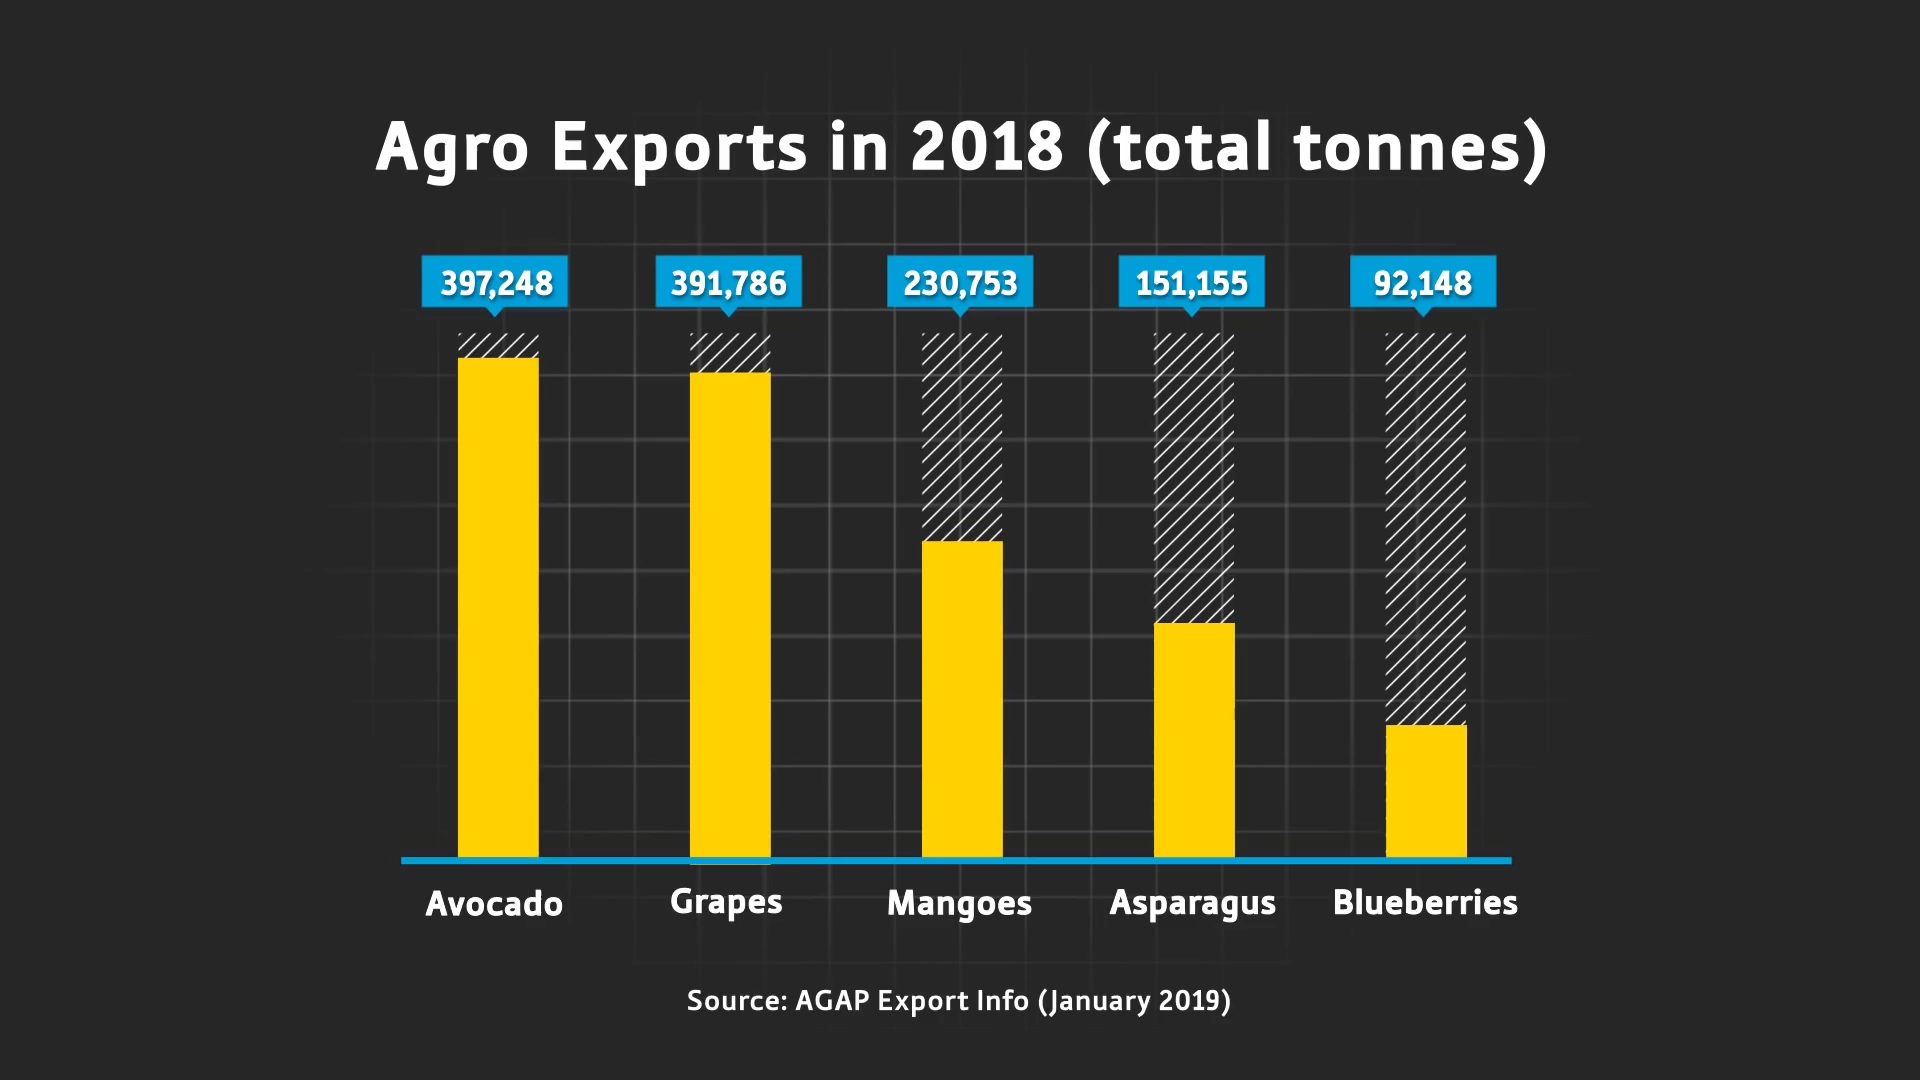 Agro Exports in 2018 (total tonnes)
397,248
391,786
230,753
151,155
92,148
Avocado
Grapes
Mangoes
Asparagus
Blueberries
Source: AGAP Export Info (January 2019)